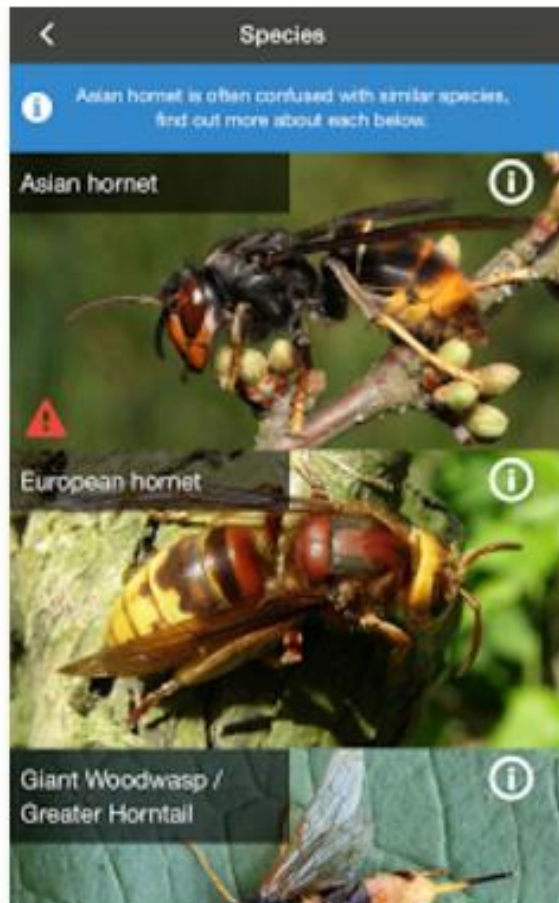 Species
Asian hornet is often confused with similar species,
find out more about each below.
Asian hornet
European hornet
Giant Woodwasp /
Greater Horntail